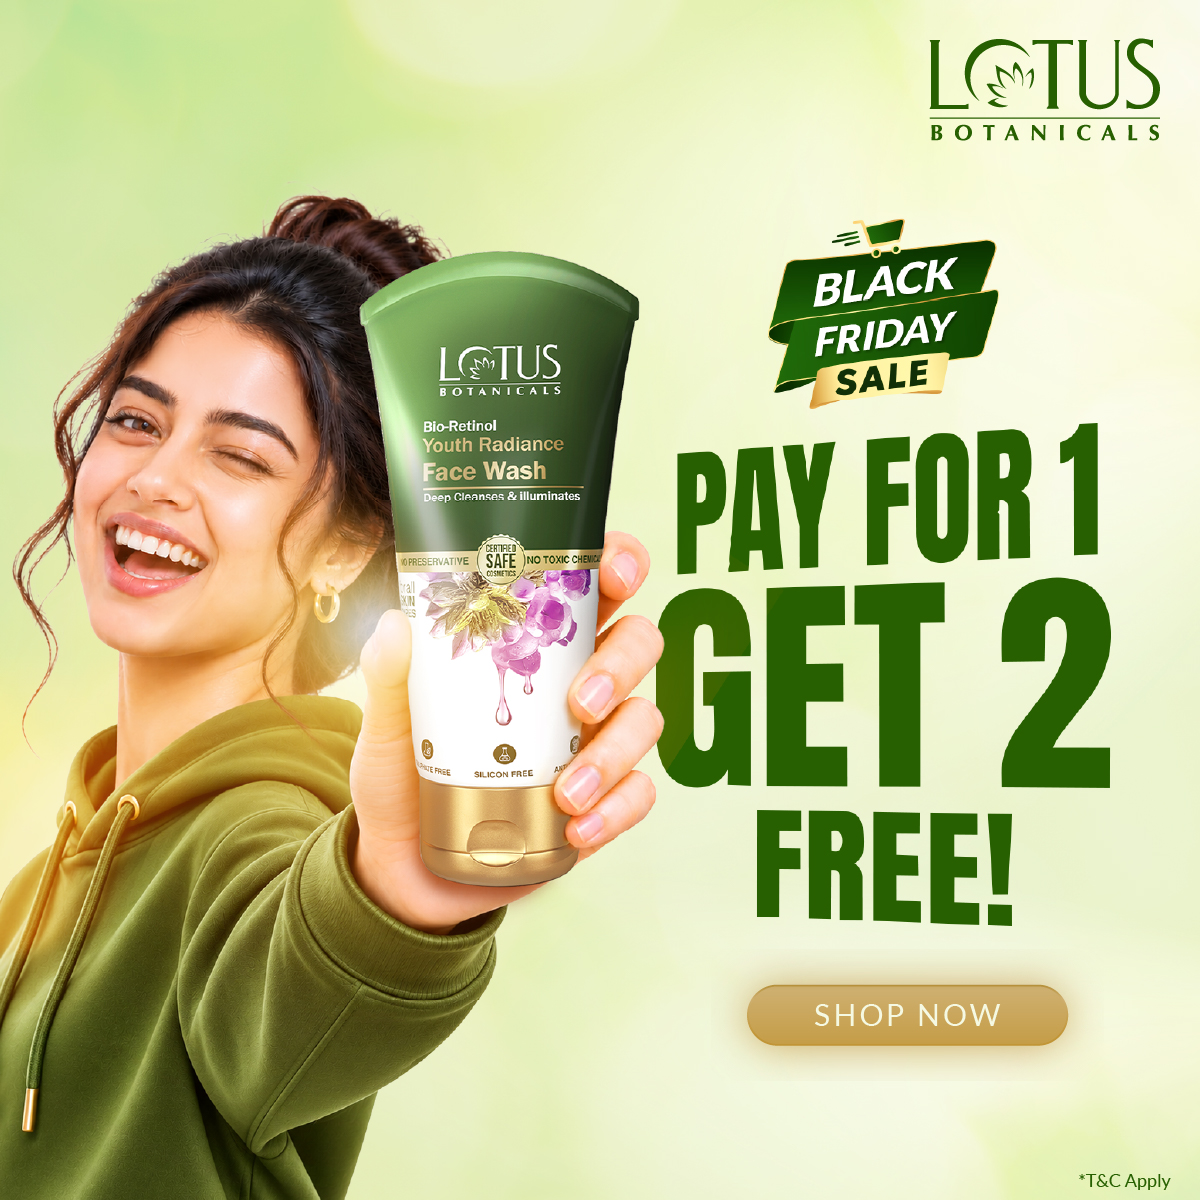 LOTUS
BOTANICALS
BLACK
FRIDAY
SALE
PAY FOR 1
GET 2
FREE!
SHOP NOW
*T&C Apply
LOTUS
BOTANICALS
Bio-Retinol
Youth Radiance
Face Wash
Deep Cleanses & illuminates
NO PRESERVATIVE
CERTIFIED
SAFE
COSMETICS
NO TOXIC
SILICON FREE
FREE